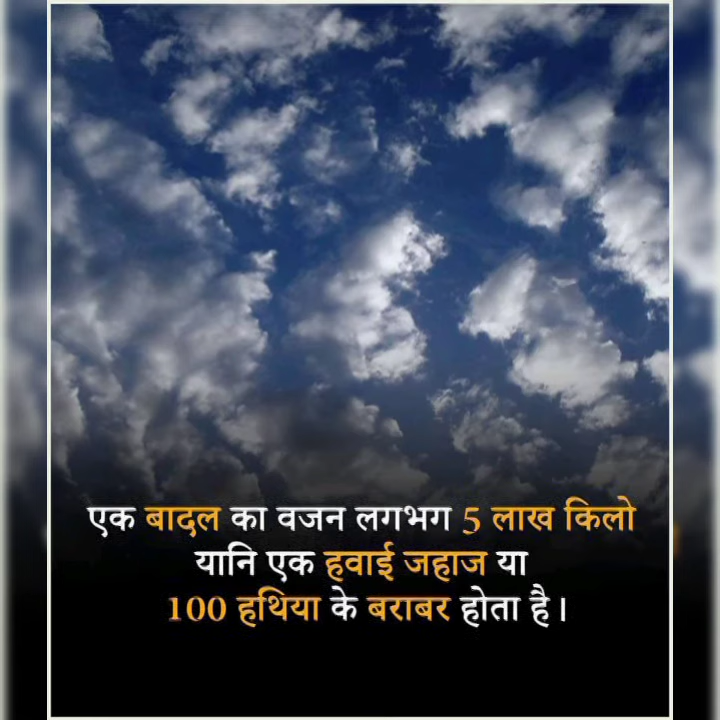 एक बादल का वजन लगभग 5 लाख किलो
यानि एक हवाई जहाज या
100 हथिया के बराबर होता है।